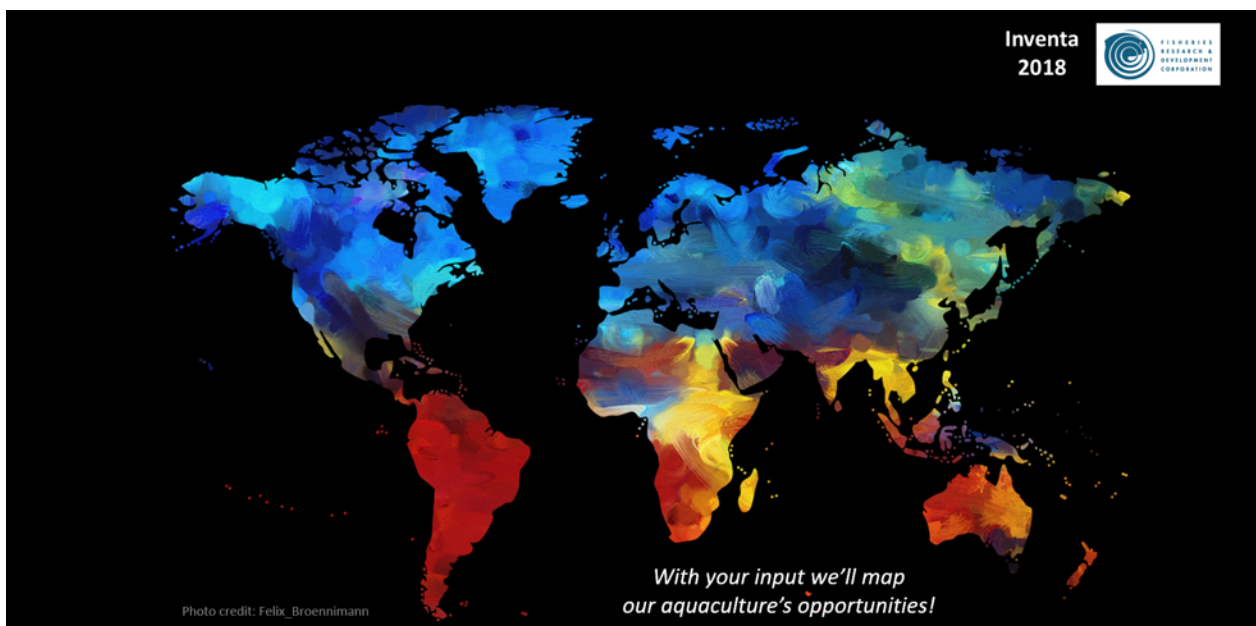 Inventa
2018
FISHERIES
RESEARCH &
DEVELOPMENT
CORPORATION
With your input we'll map
our aquaculture's opportunities!
Photo credit: Felix_Broennimann